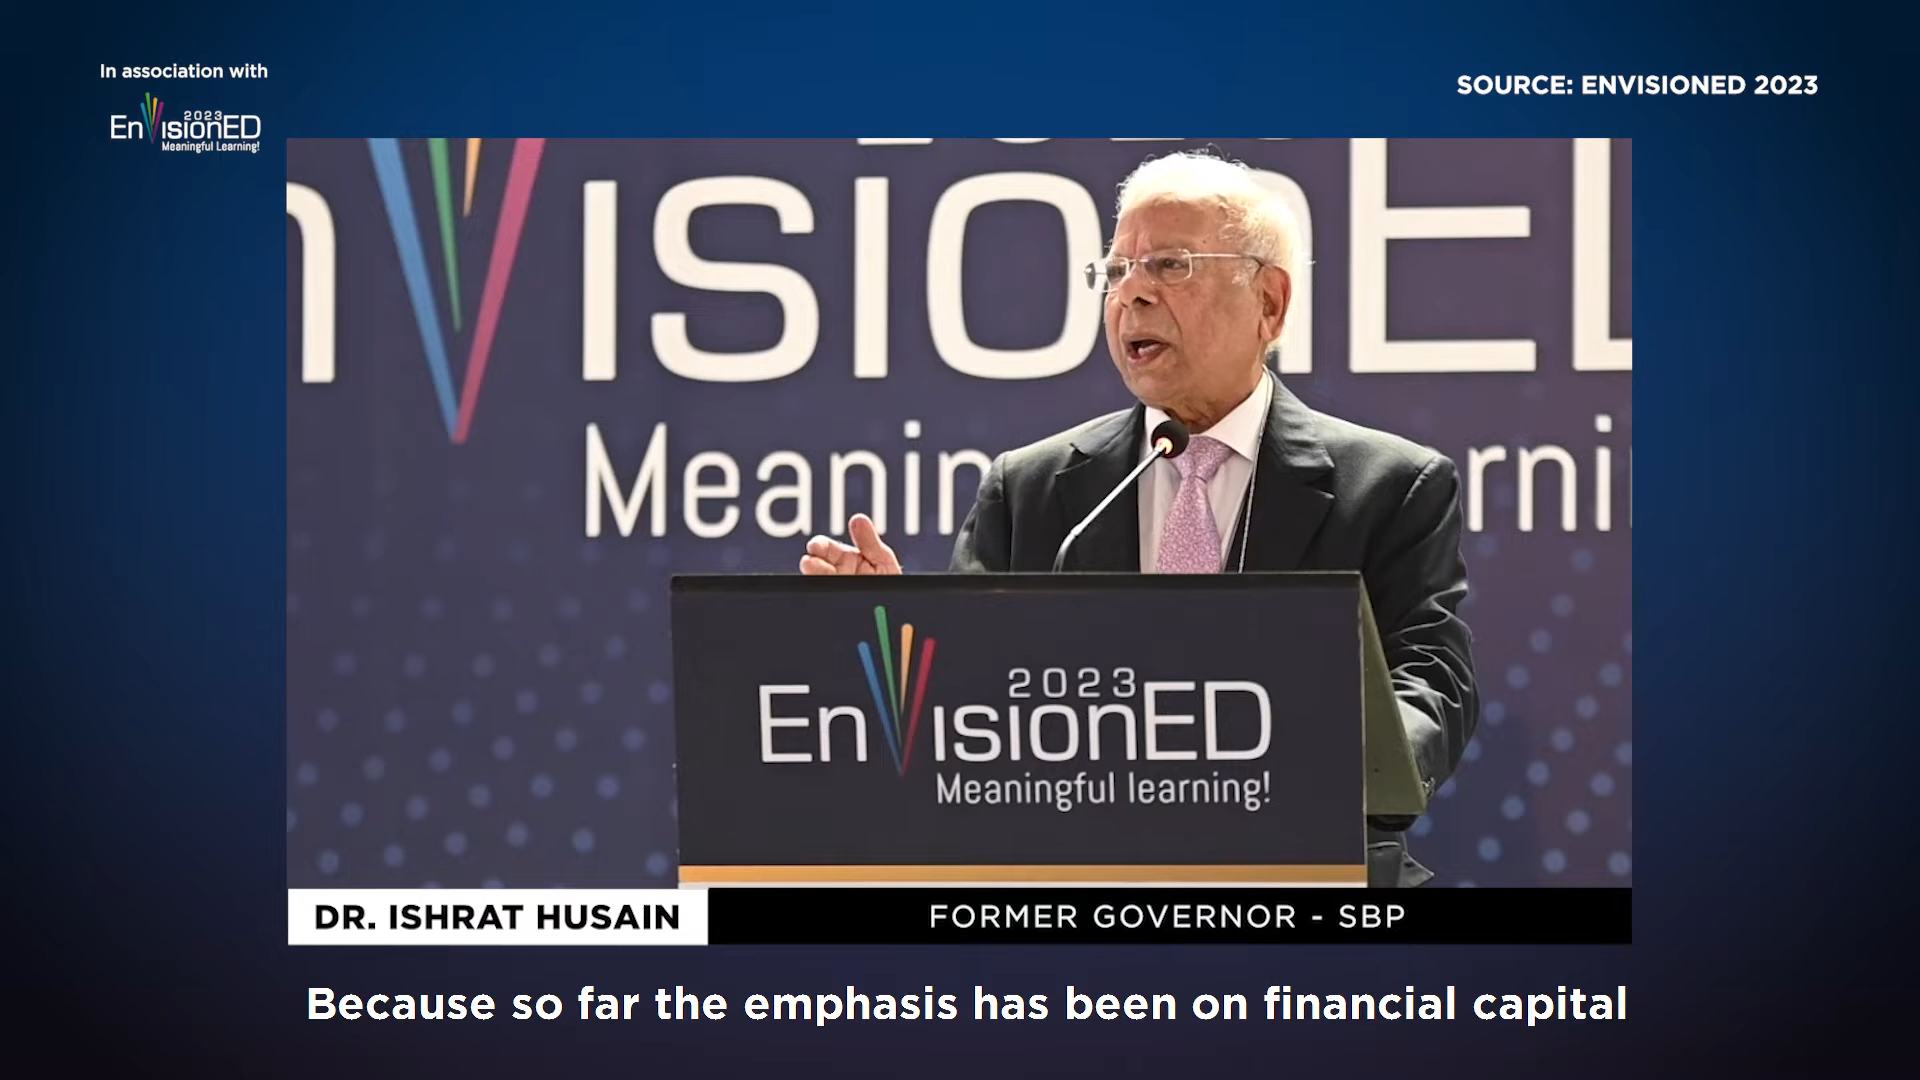 In association with
2023
EnVisionED
Meaningful Learning!
SOURCE: ENVISIONED 2023
nVisionED
Meanin rni
2023
EnVisionED
Meaningful learning!
DR. ISHRAT HUSAIN
FORMER GOVERNOR - SBP
Because so far the emphasis has been on financial capital